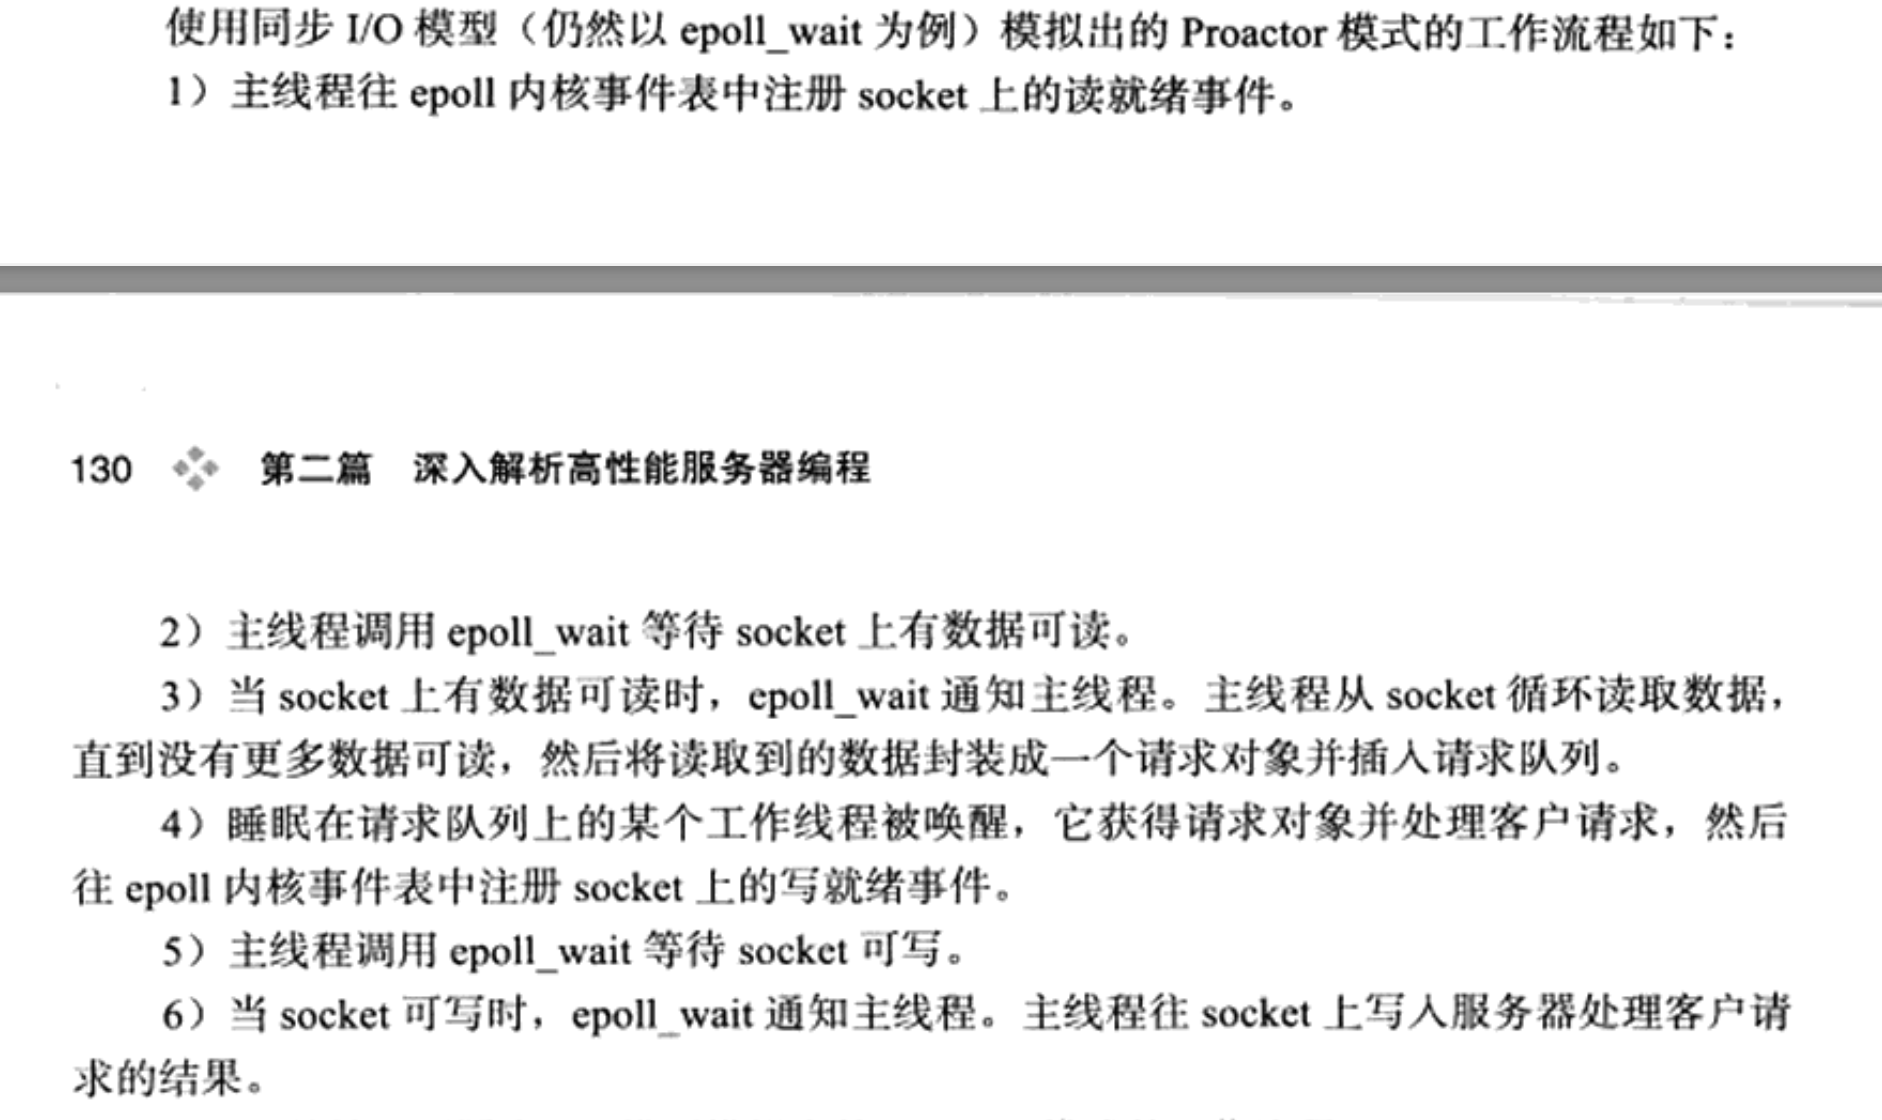 使用同步 I/O 模型（仍然以 epoll_wait 为例）模拟出的 Proactor 模式的工作流程如下：
1）主线程往 epoll 内核事件表中注册 socket 上的读就绪事件。
130 第二篇 深入解析高性能服务器编程
2）主线程调用 epoll_wait 等待 socket 上有数据可读。
3）当 socket 上有数据可读时，epoll_wait 通知主线程。主线程从 socket 循环读取数据，
直到没有更多数据可读，然后将读取到的数据封装成一个请求对象并插入请求队列。
4）睡眠在请求队列上的某个工作线程被唤醒，它获得请求对象并处理客户请求，然后
往 epoll 内核事件表中注册 socket 上的写就绪事件。
5）主线程调用 epoll_wait 等待 socket 可写。
6）当 socket 可写时，epoll_wait 通知主线程。主线程往 socket 上写入服务器处理客户请
求的结果。